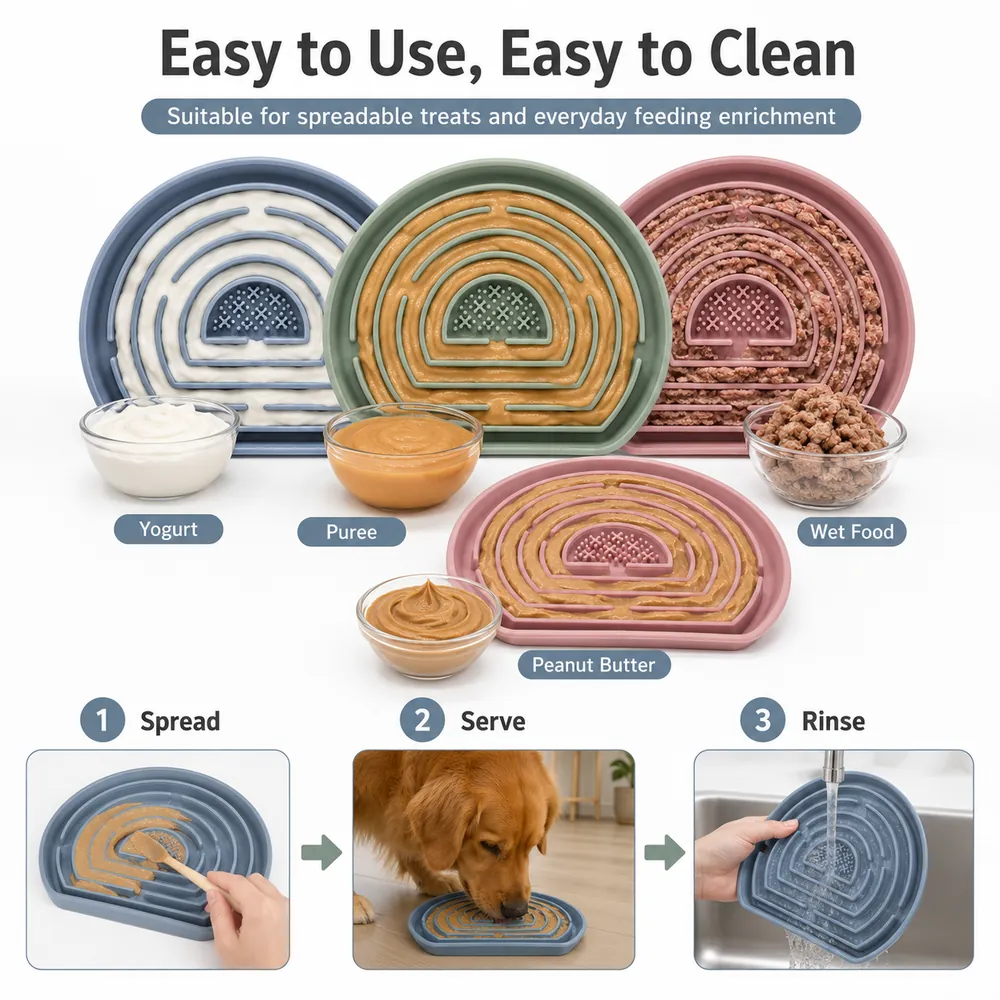 Easy to Use, Easy to Clean
Suitable for spreadable treats and everyday feeding enrichment
Yogurt
Puree
Wet Food
Peanut Butter
1 Spread
2 Serve
3 Rinse